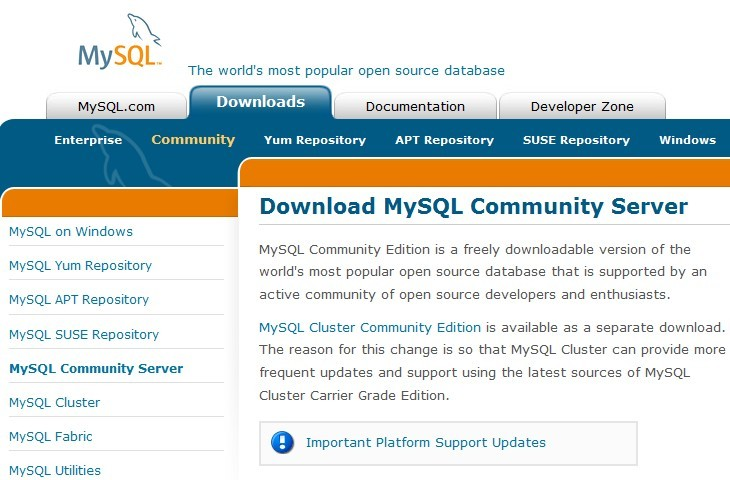 MySQL™
The world's most popular open source database
MySQL.com
Downloads
Documentation
Developer Zone
Enterprise
Community
Yum Repository
APT Repository
SUSE Repository
Windows
MySQL on Windows
MySQL Yum Repository
MySQL APT Repository
MySQL SUSE Repository
MySQL Community Server
MySQL Cluster
MySQL Fabric
MySQL Utilities
Download MySQL Community Server
MySQL Community Edition is a freely downloadable version of the
world's most popular open source database that is supported by an
active community of open source developers and enthusiasts.
MySQL Cluster Community Edition is available as a separate download.
The reason for this change is so that MySQL Cluster can provide more
frequent updates and support using the latest sources of MySQL
Cluster Carrier Grade Edition.
Important Platform Support Updates